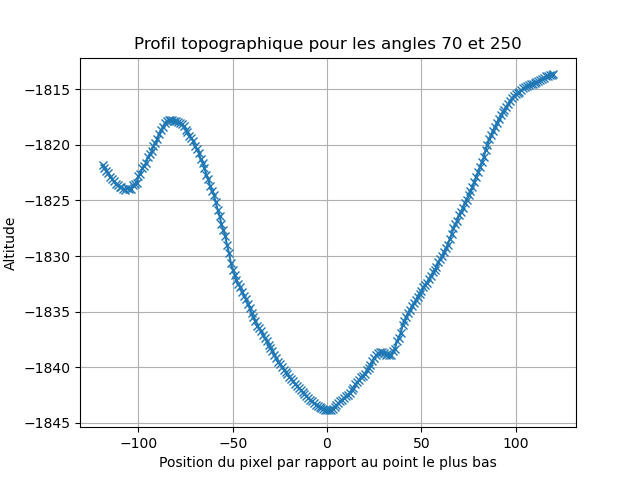 Profil topographique pour les angles 70 et 250
−1815
−1820
−1825
−1830
−1835
−1840
−1845
Altitude
−100 −50 0 50 100
Position du pixel par rapport au point le plus bas